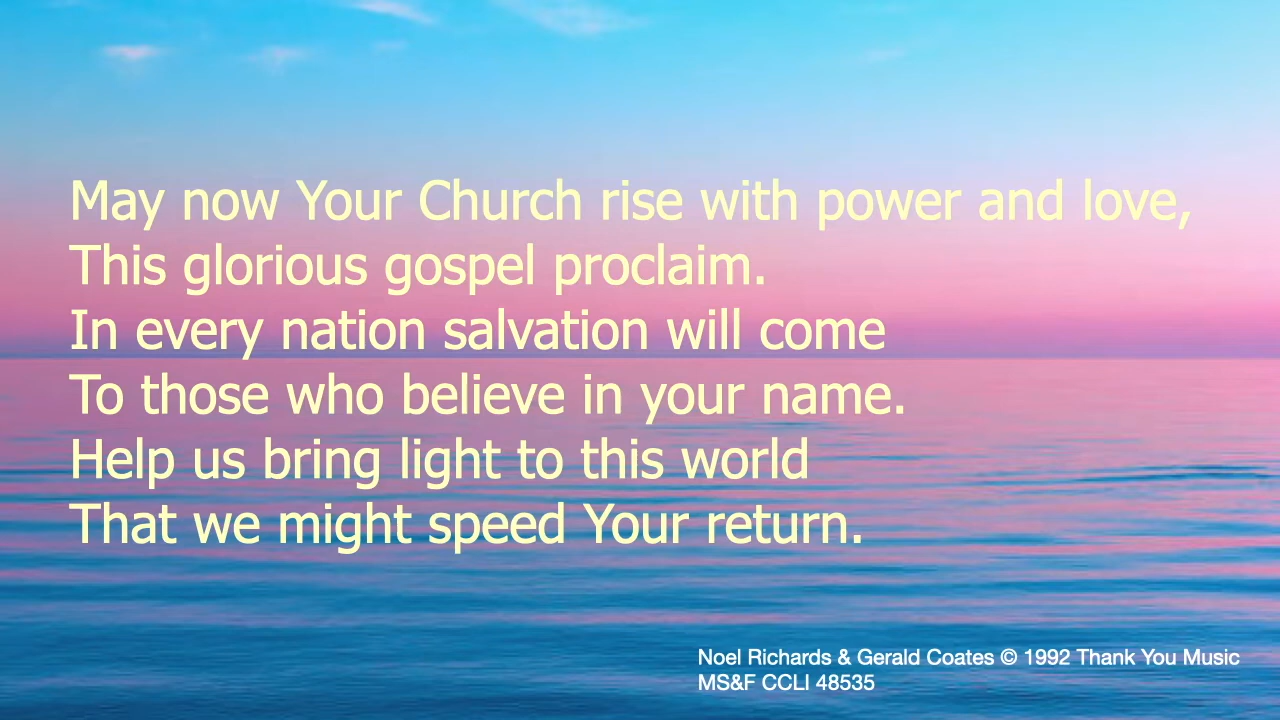 May now Your Church rise with power and love,
This glorious gospel proclaim.
In every nation salvation will come
To those who believe in your name.
Help us bring light to this world
That we might speed Your return.
Noel Richards & Gerald Coates © 1992 Thank You Music
MS&F CCLI 48535